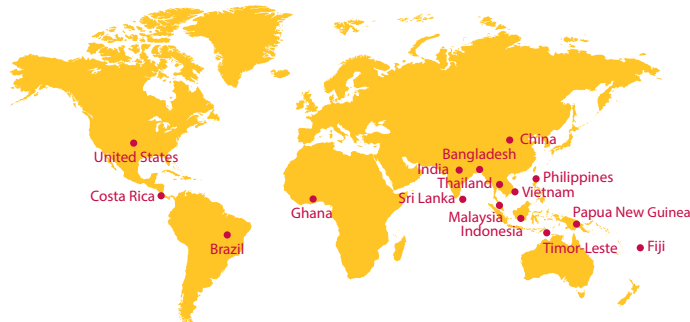 China
United States
Bangladesh
India
Thailand
Philippines
Vietnam
Costa Rica
Sri Lanka
Ghana
Malaysia
Papua New Guinea
Indonesia
Brazil
Timor-Leste
Fiji